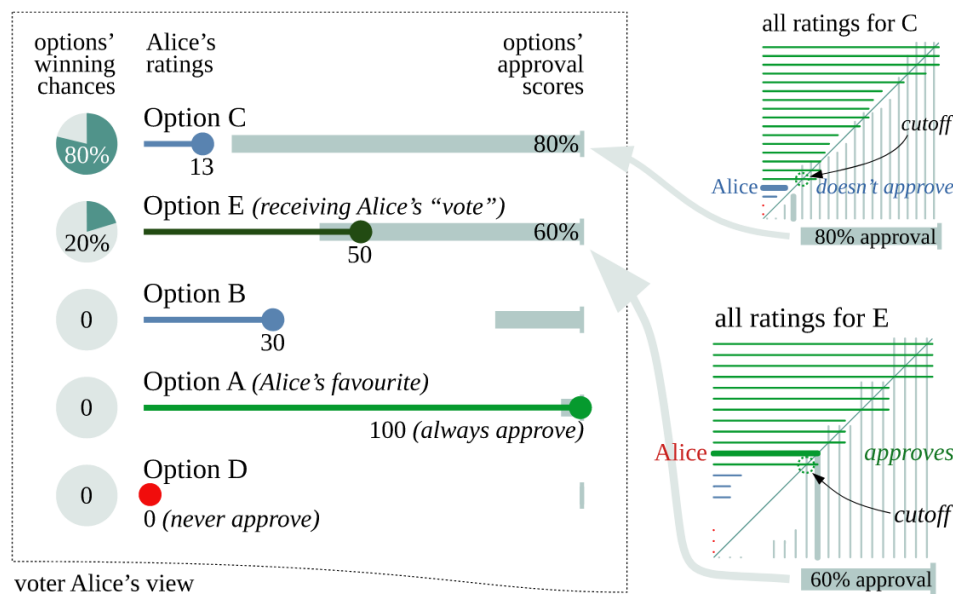 options’
winning
chances
Alice’s
ratings
options’
approval
scores
Option C
80%
13
80%
Option E (receiving Alice’s “vote”)
20%
50
60%
Option B
0
30
Option A (Alice’s favourite)
0
100 (always approve)
Option D
0
0 (never approve)
voter Alice’s view
all ratings for C
cutoff
Alice
doesn’t approve
80% approval
all ratings for E
Alice
approves
cutoff
60% approval